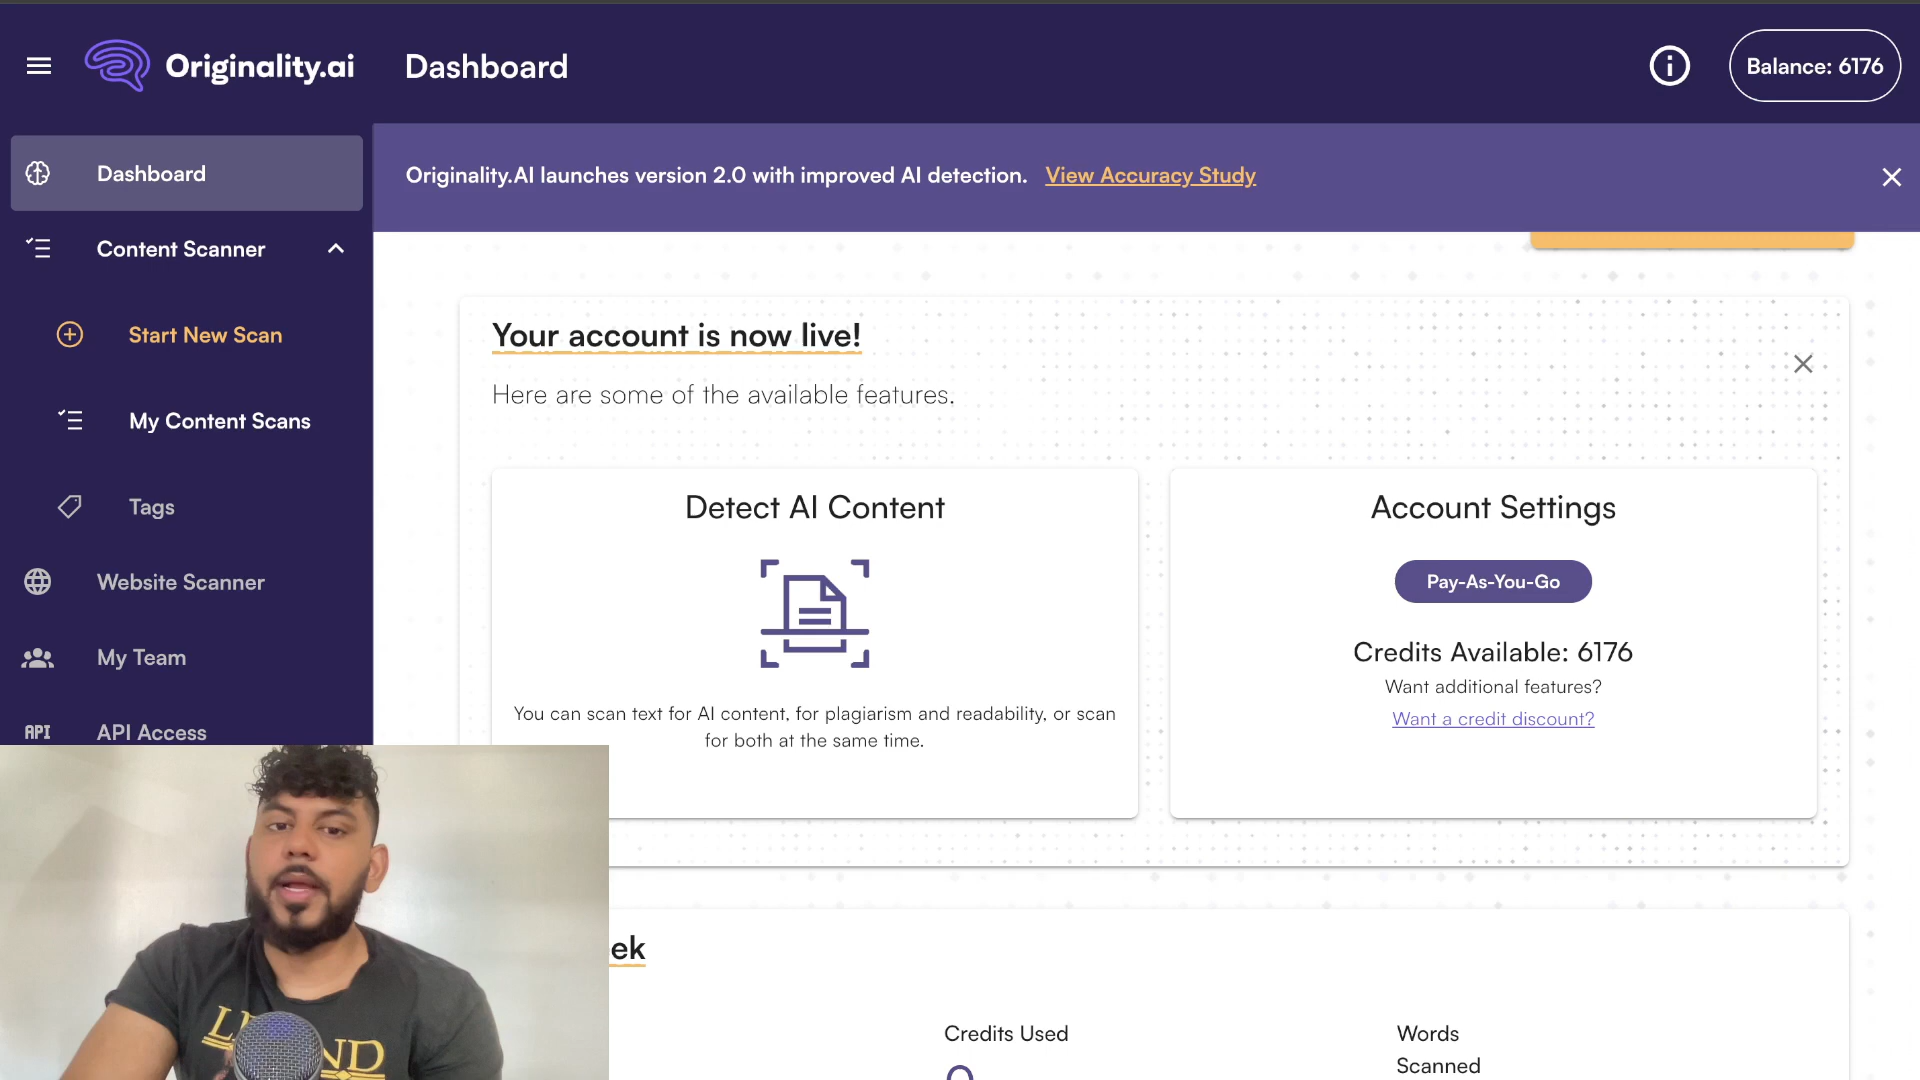 Originality.ai
Dashboard
Balance: 6176
Originality.AI launches version 2.0 with improved AI detection. View Accuracy Study
Dashboard
Content Scanner
Start New Scan
My Content Scans
Tags
Website Scanner
My Team
API
API Access
Your account is now live!
Here are some of the available features.
Detect AI Content
You can scan text for AI content, for plagiarism and readability, or scan
for both at the same time.
Account Settings
Pay-As-You-Go
Credits Available: 6176
Want additional features?
Want a credit discount?
ek
Credits Used
Words
Scanned